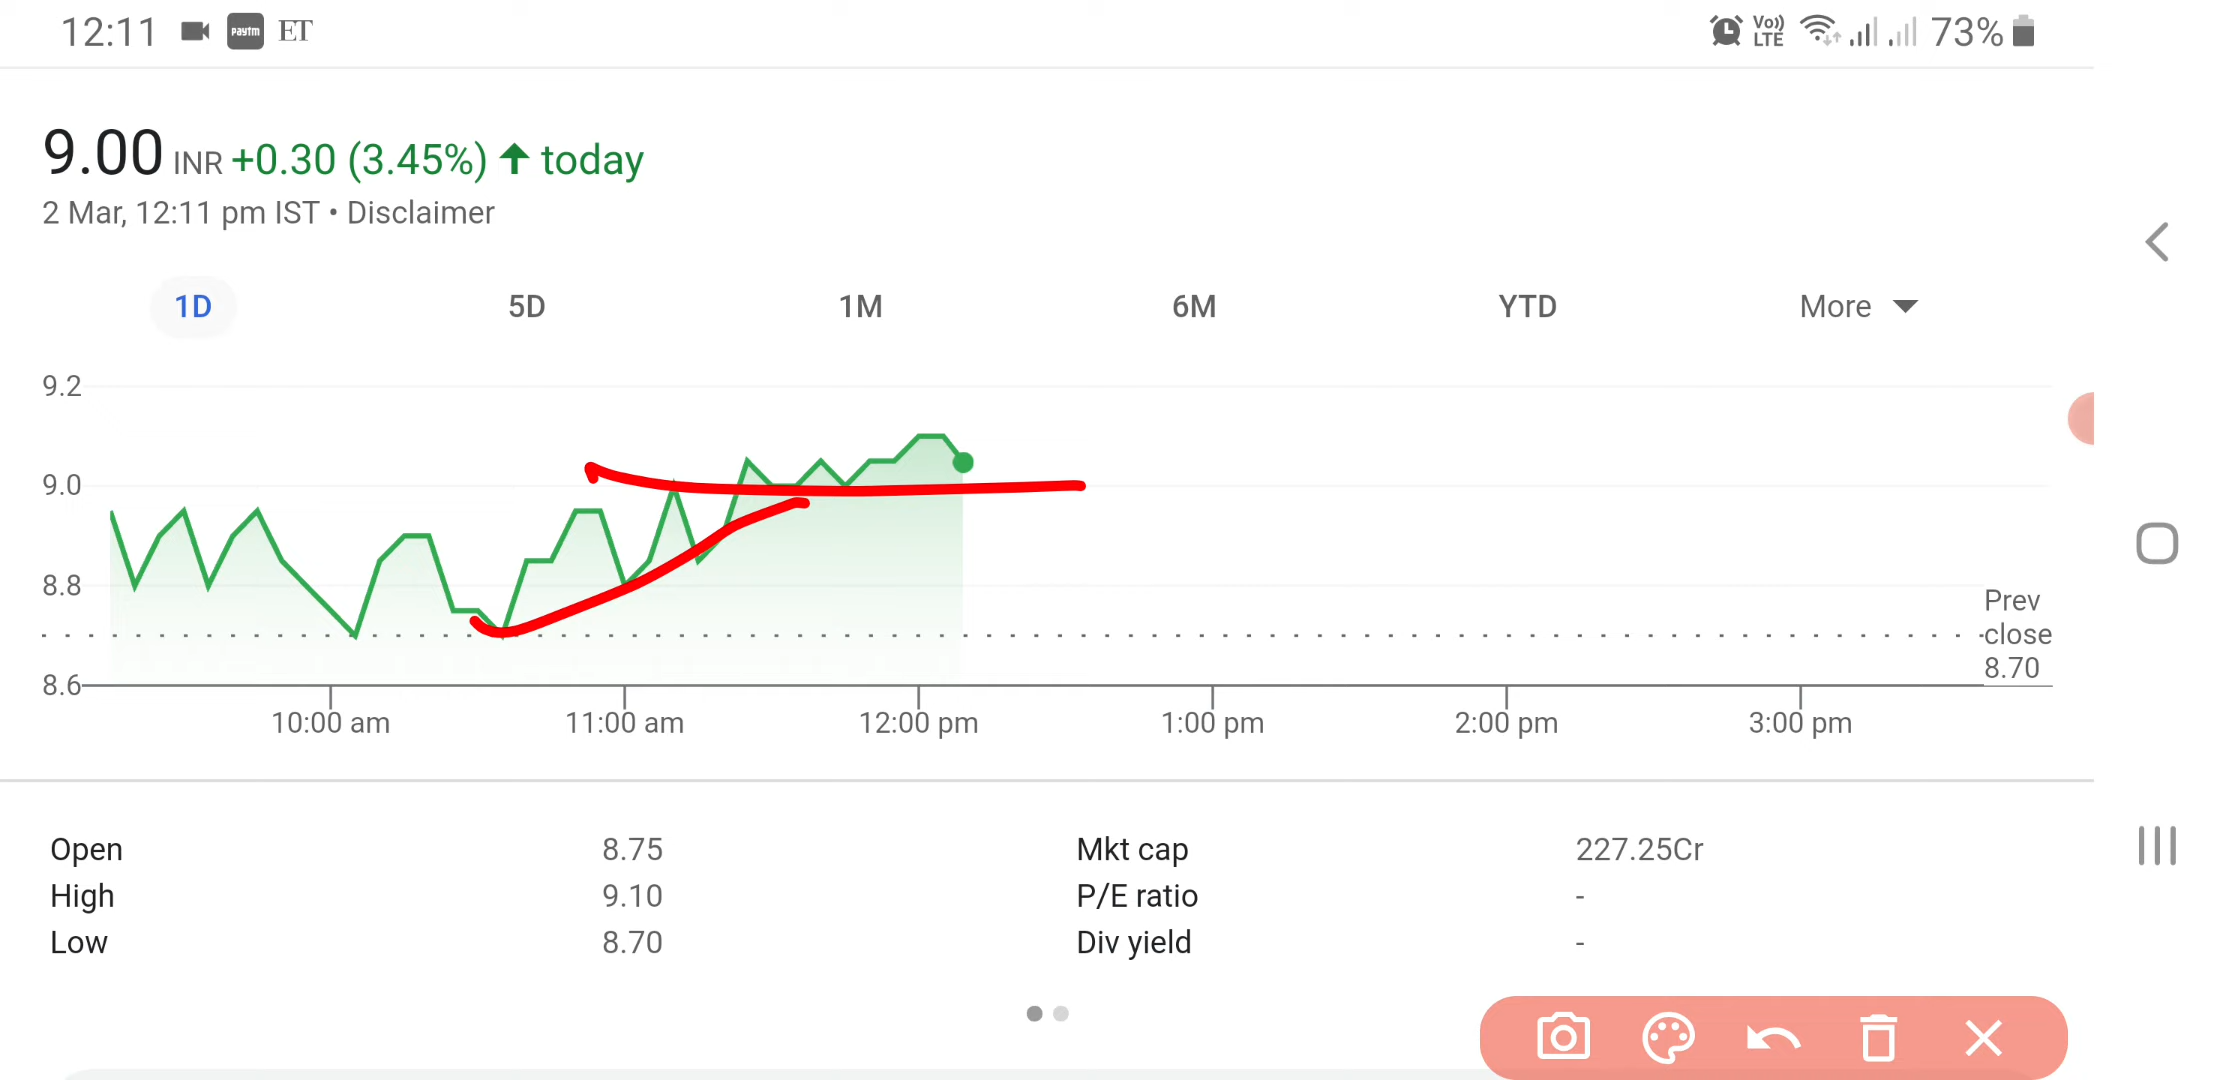 12:11 paytm ET Vo)) LTE 73%
9.00 INR +0.30 (3.45%) ↑ today
2 Mar, 12:11 pm IST • Disclaimer
1D 5D 1M 6M YTD More
9.2
9.0
8.8
8.6
Prev
close
8.70
10:00 am 11:00 am 12:00 pm 1:00 pm 2:00 pm 3:00 pm
Open 8.75 Mkt cap 227.25Cr
High 9.10 P/E ratio -
Low 8.70 Div yield -